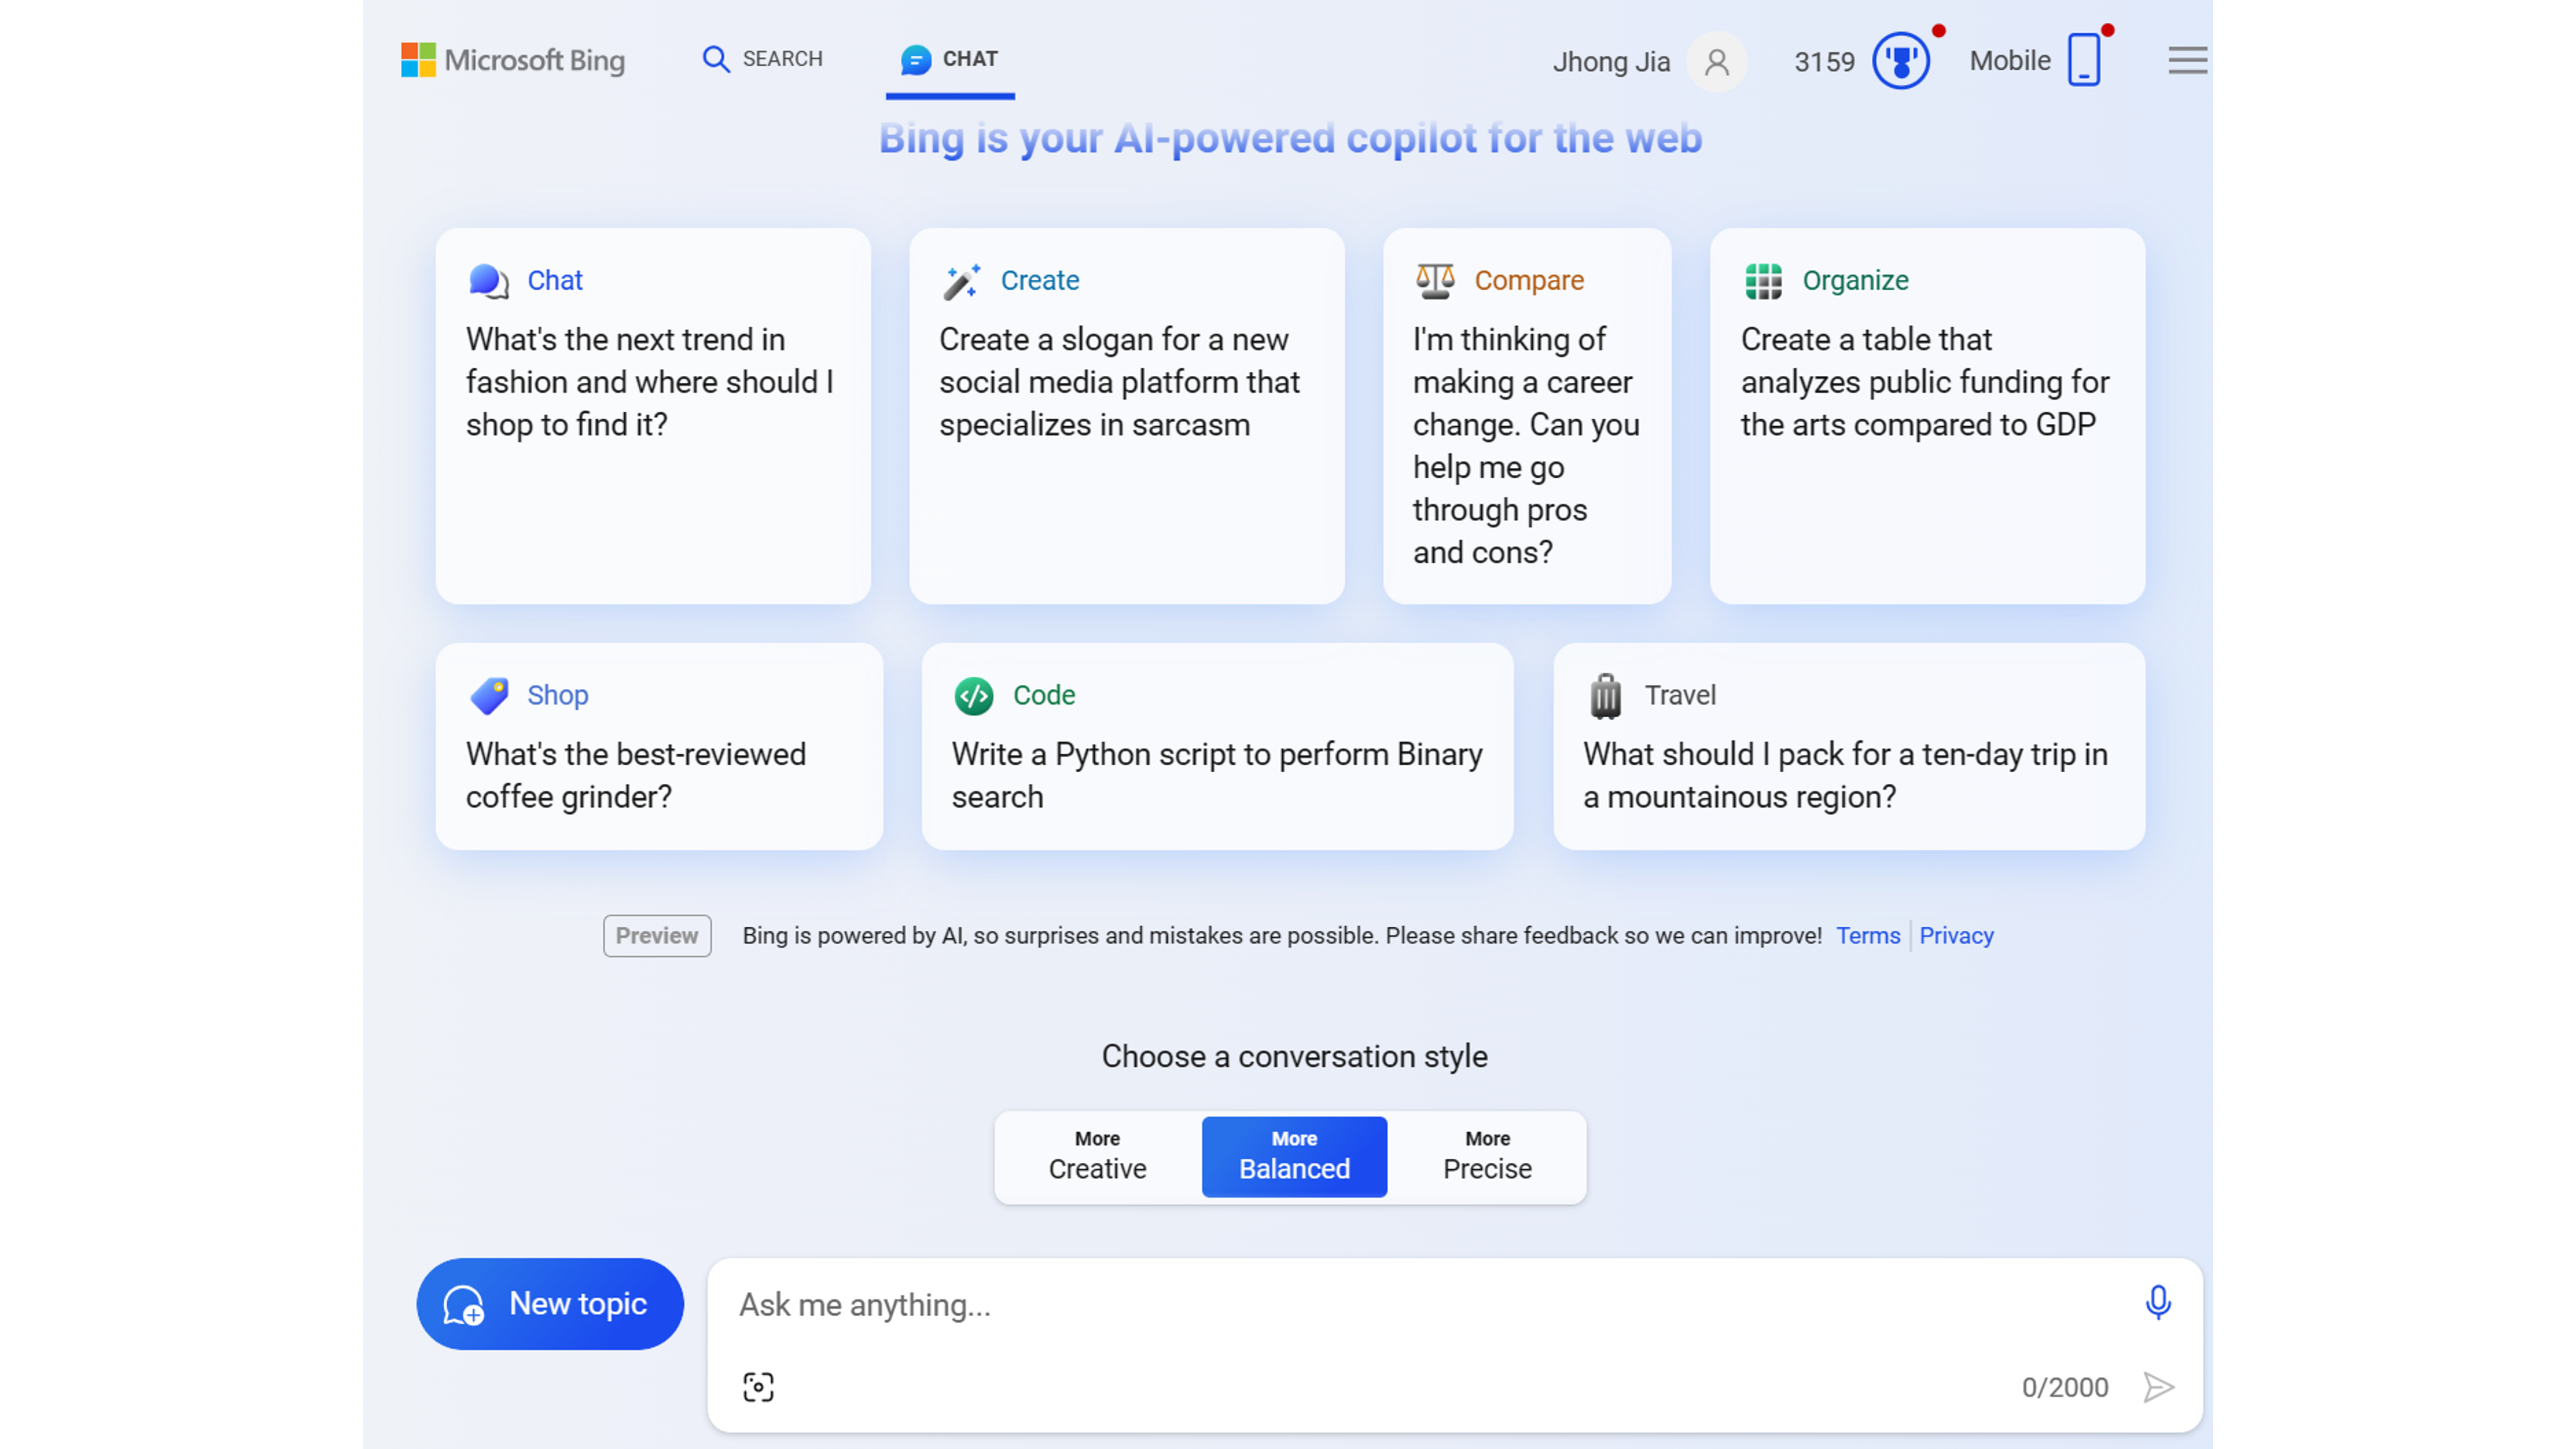 Microsoft Bing
SEARCH
CHAT
Jhong Jia
3159
Mobile
Bing is your AI-powered copilot for the web
Chat
What's the next trend in
fashion and where should I
shop to find it?
Create
Create a slogan for a new
social media platform that
specializes in sarcasm
Compare
I'm thinking of
making a career
change. Can you
help me go
through pros
and cons?
Organize
Create a table that
analyzes public funding for
the arts compared to GDP
Shop
What's the best-reviewed
coffee grinder?
Code
Write a Python script to perform Binary
search
Travel
What should I pack for a ten-day trip in
a mountainous region?
Preview
Bing is powered by AI, so surprises and mistakes are possible. Please share feedback so we can improve! Terms Privacy
Choose a conversation style
More
Creative
More
Balanced
More
Precise
New topic
Ask me anything...
0/2000